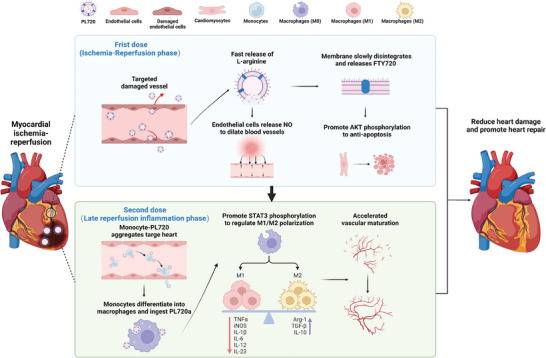 PL720
Endothelial cells
Damaged
endothelial cells
Cardiomyocytes
Monocytes
Macrophages (M0)
Macrophages (M1)
Macrophages (M2)
Myocardial
ischemia-
reperfusion
Frist dose
(Ischemia-Reperfusion phase)
Targeted
damaged vessel
Fast release of
L-arginine
Endothelial cells release NO
to dilate blood vessels
Membrane slowly disintegrates
and releases FTY720
Promote AKT phosphorylation
to anti-apoptosis
Second dose
(Late reperfusion inflammation phase)
Monocyte-PL720
aggregates targe heart
Monocytes differentiate into
macrophages and ingest PL720a
Promote STAT3 phosphorylation
to regulate M1/M2 polarization
M1
M2
TNFα
iNOS
IL-1β
IL-6
IL-12
IL-23
Arg-1
TGF-β
IL-10
Accelerated
vascular maturation
Reduce heart damage
and promote heart repair